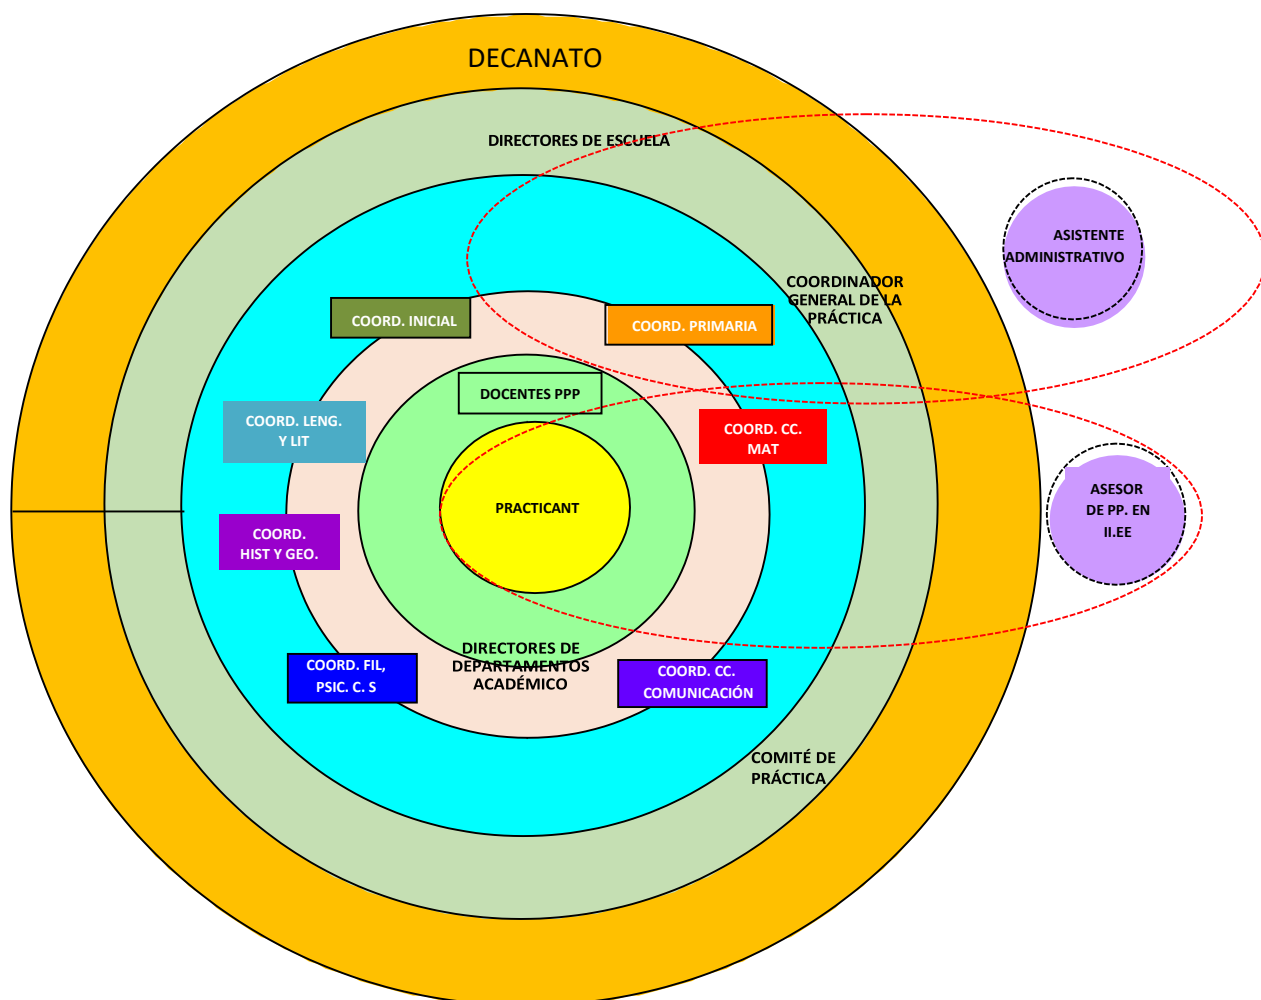 DECANATO
DIRECTORES DE ESCUELA
ASISTENTE
ADMINISTRATIVO
COORDINADOR
GENERAL DE LA
PRÁCTICA
COORD. INICIAL
COORD. PRIMARIA
DOCENTES PPP
COORD. LENG.
Y LIT
COORD. CC.
MAT
PRACTICANT
ASESOR
DE PP. EN
II.EE
COORD.
HIST Y GEO.
DIRECTORES DE
DEPARTAMENTOS
ACADÉMICO
COORD. FIL,
PSIC. C. S
COORD. CC.
COMUNICACIÓN
COMITÉ DE
PRÁCTICA